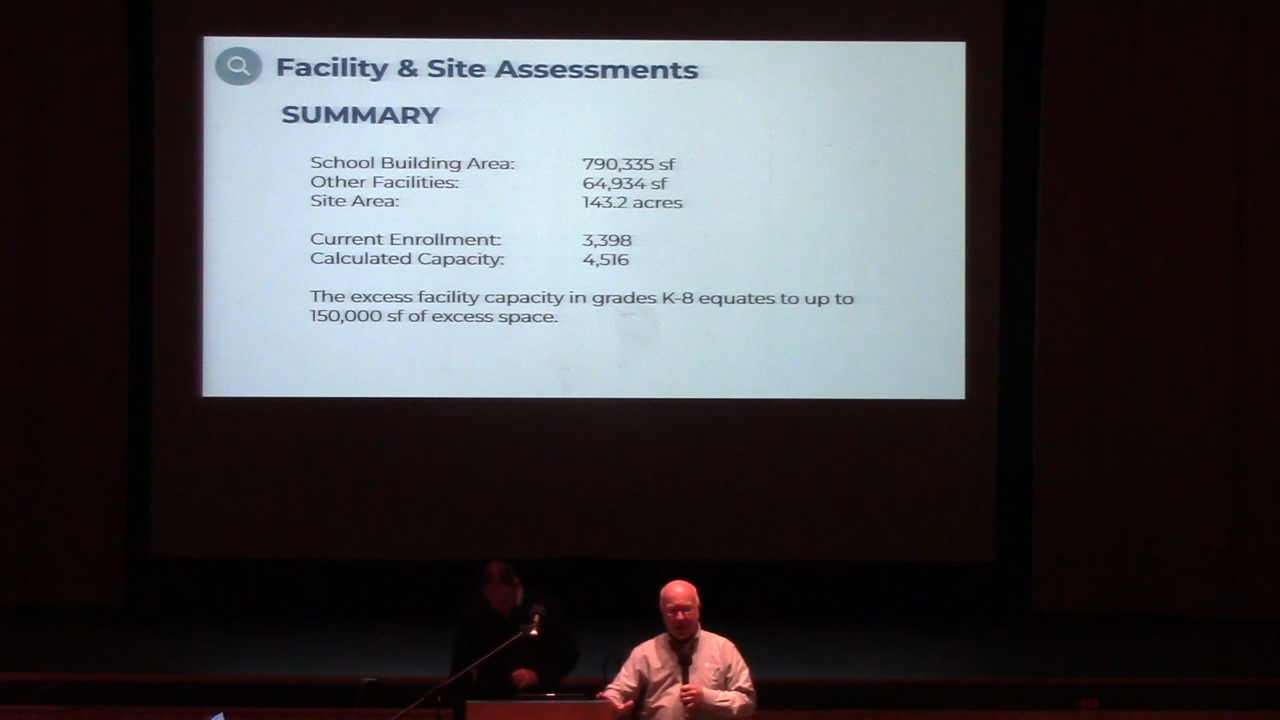 Facility & Site Assessments
SUMMARY
School Building Area: 790,335 sf
Other Facilities: 64,934 sf
Site Area: 143.2 acres
Current Enrollment: 3,398
Calculated Capacity: 4,516
The excess facility capacity in grades K-8 equates to up to
150,000 sf of excess space.